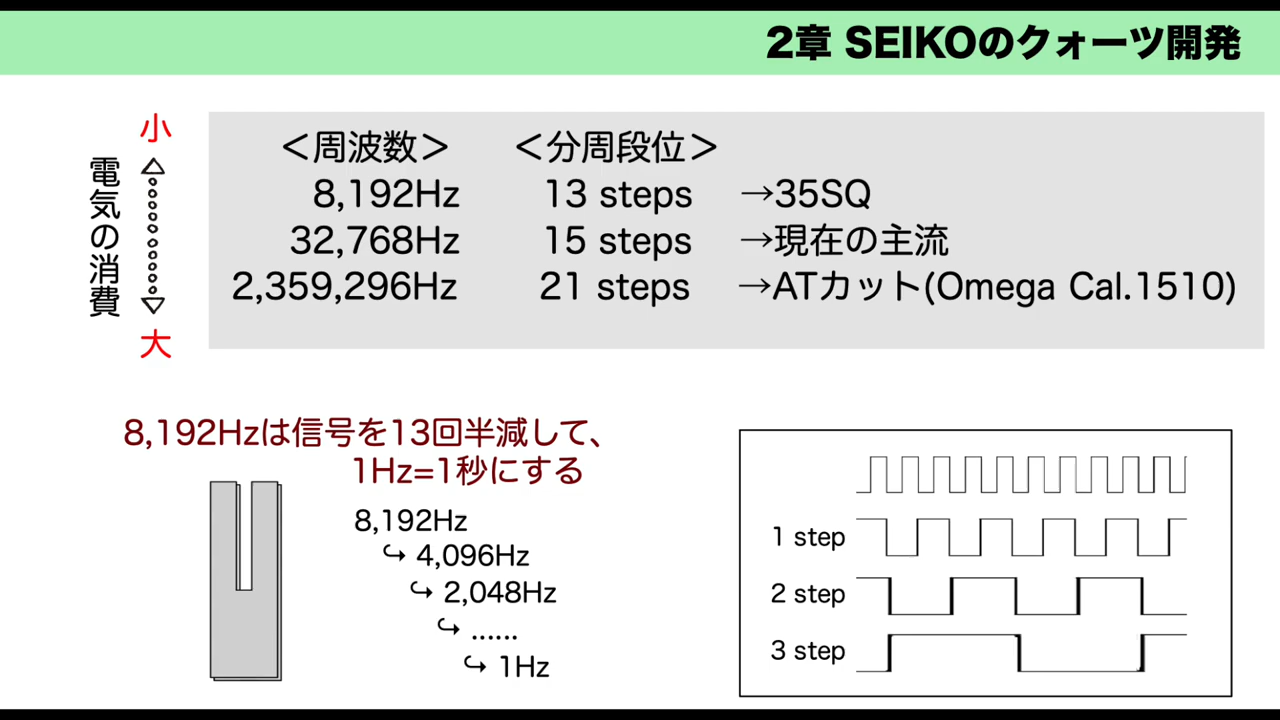 2章 SEIKOのクォーツ開発
小
電気の消費
大
＜周波数＞ ＜分周段位＞
8,192Hz 13 steps →35SQ
32,768Hz 15 steps →現在の主流
2,359,296Hz 21 steps →ATカット(Omega Cal.1510)
8,192Hzは信号を13回半減して、
1Hz=1秒にする
8,192Hz
↪ 4,096Hz
↪ 2,048Hz
↪ ......
↪ 1Hz
1 step
2 step
3 step